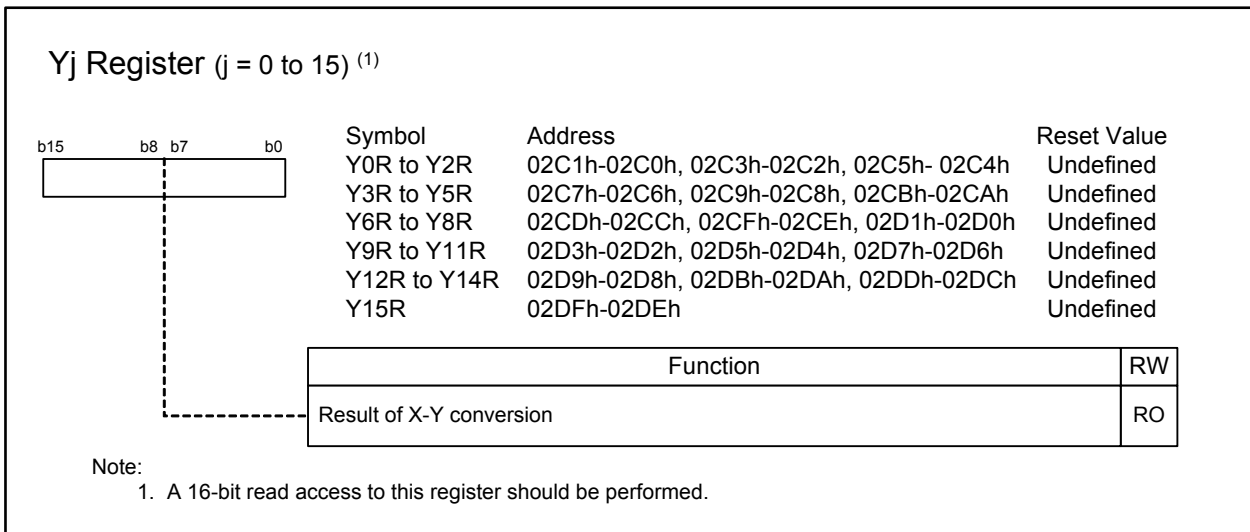 Yj Register (j = 0 to 15) (1)
b15 b8 b7 b0
Symbol Address Reset Value
Y0R to Y2R 02C1h-02C0h, 02C3h-02C2h, 02C5h- 02C4h Undefined
Y3R to Y5R 02C7h-02C6h, 02C9h-02C8h, 02CBh-02CAh Undefined
Y6R to Y8R 02CDh-02CCh, 02CFh-02CEh, 02D1h-02D0h Undefined
Y9R to Y11R 02D3h-02D2h, 02D5h-02D4h, 02D7h-02D6h Undefined
Y12R to Y14R 02D9h-02D8h, 02DBh-02DAh, 02DDh-02DCh Undefined
Y15R 02DFh-02DEh Undefined
Function RW
Result of X-Y conversion RO
Note:
1. A 16-bit read access to this register should be performed.